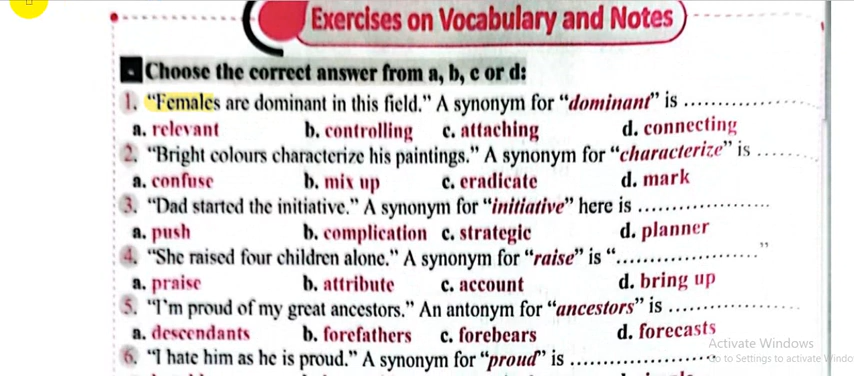 Exercises on Vocabulary and Notes
Choose the correct answer from a, b, c or d:
1. “Females are dominant in this field.” A synonym for “dominant” is ....................
a. relevant b. controlling c. attaching d. connecting
2. “Bright colours characterize his paintings.” A synonym for “characterize” is ..........
a. confuse b. mix up c. eradicate d. mark
3. “Dad started the initiative.” A synonym for “initiative” here is ....................
a. push b. complication c. strategic d. planner
4. “She raised four children alone.” A synonym for “raise” is “....................”
a. praise b. attribute c. account d. bring up
5. “I'm proud of my great ancestors.” An antonym for “ancestors” is ....................
a. descendants b. forefathers c. forebears d. forecasts
Activate Windows
6. “I hate him as he is proud.” A synonym for “proud” is ....................
Go to Settings to activate Windo